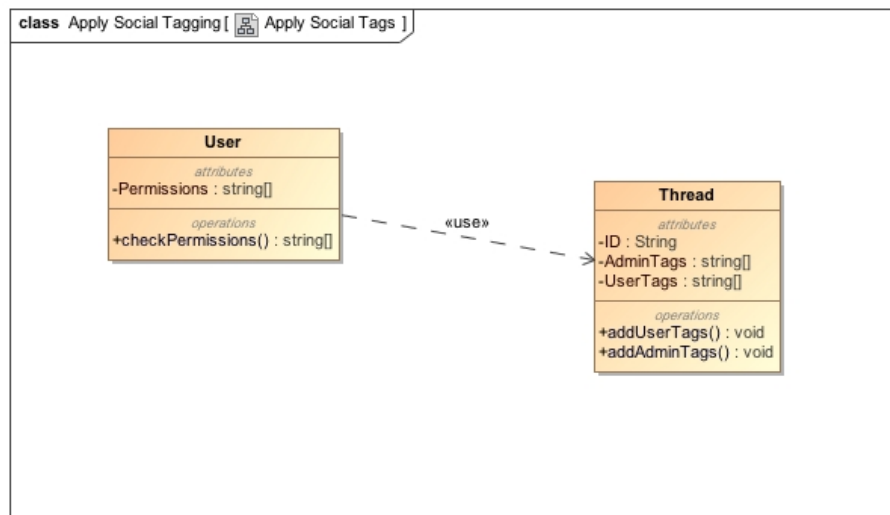 class Apply Social Tagging [ Apply Social Tags ]
User
attributes
-Permissions : string[]
operations
+checkPermissions() : string[]
«use»
Thread
attributes
-ID : String
-AdminTags : string[]
-UserTags : string[]
operations
+addUserTags() : void
+addAdminTags() : void